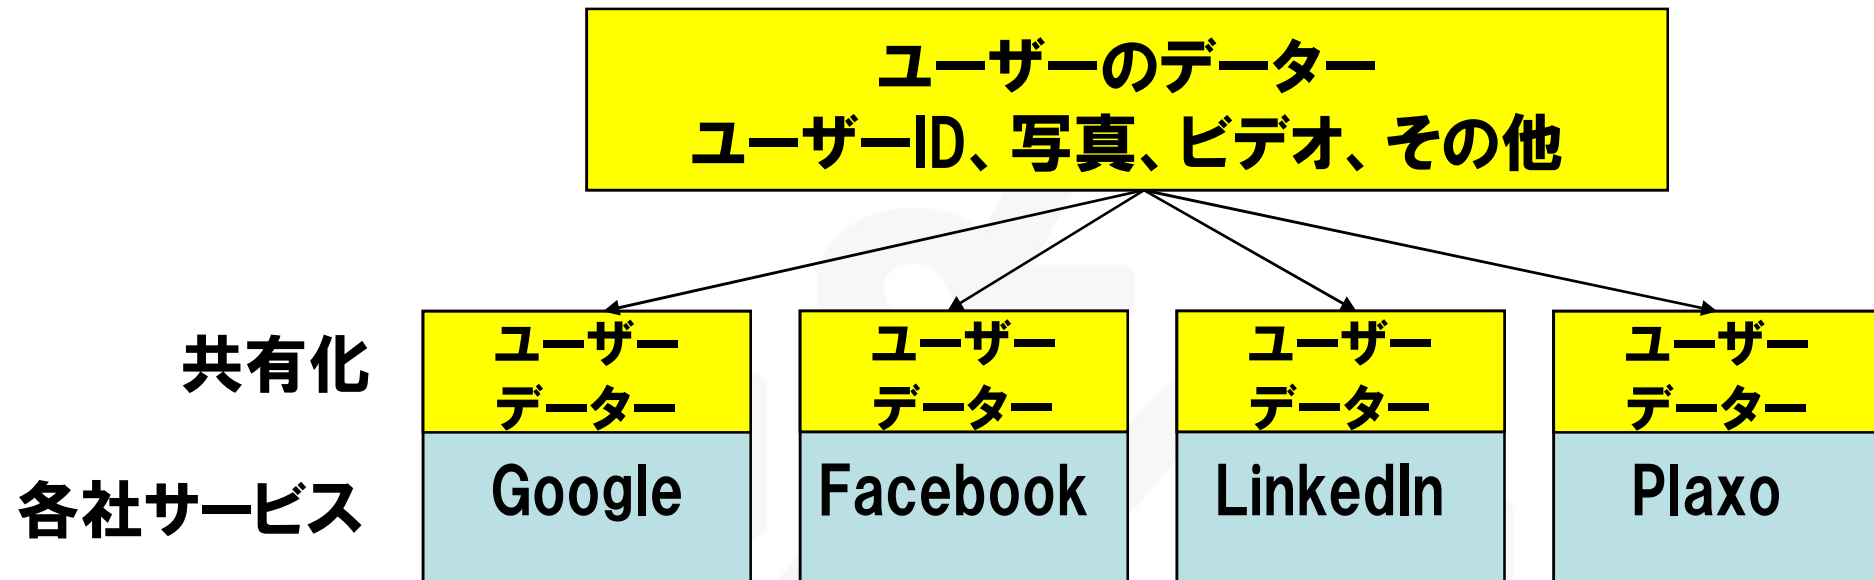 ユーザーのデーター
ユーザーID、写真、ビデオ、その他
共有化
ユーザー
データー
ユーザー
データー
ユーザー
データー
ユーザー
データー
各社サービス
Google
Facebook
LinkedIn
Plaxo